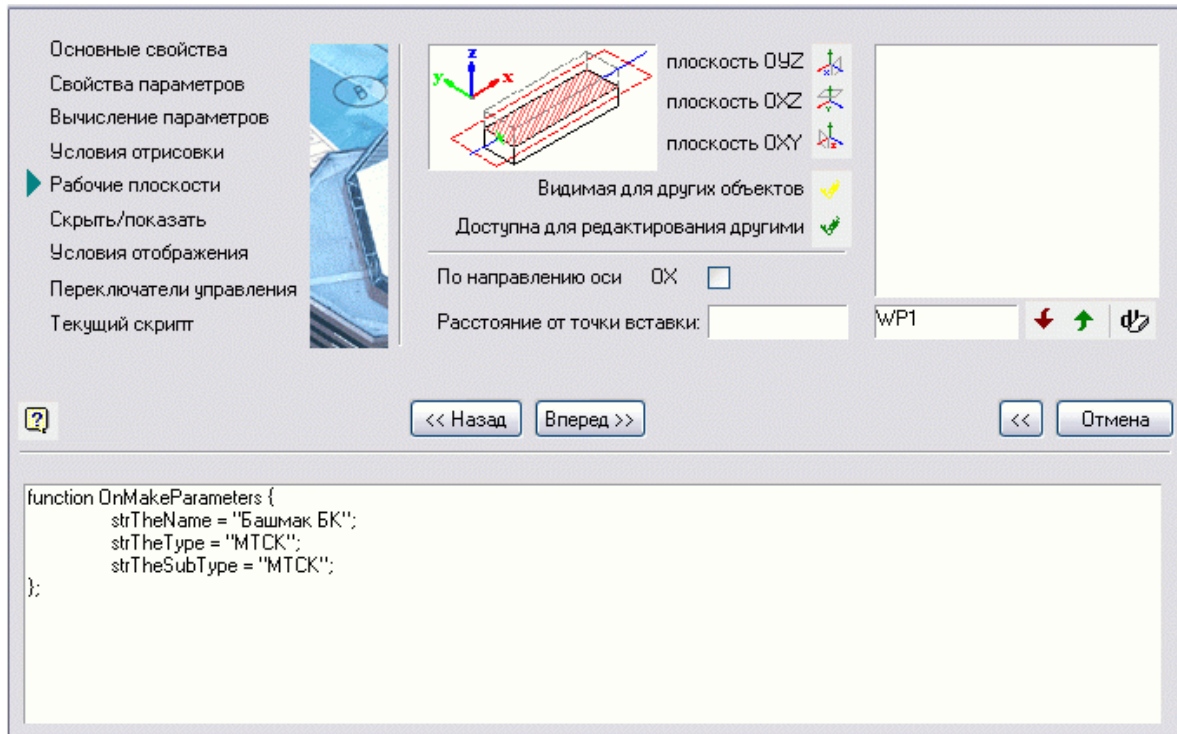 Основные свойства
Свойства параметров
Вычисление параметров
Условия отрисовки
Рабочие плоскости
Скрыть/показать
Условия отображения
Переключатели управления
Текущий скрипт
B
z
y
x
плоскость OYZ
плоскость OXZ
плоскость OXY
Видимая для других объектов
Доступна для редактирования другими
По направлению оси OX
Расстояние от точки вставки:
WP1
<< Назад
Вперед >>
<<
Отмена
function OnMakeParameters {
strTheName = "Башмак БК";
strTheType = "МТСК";
strTheSubType = "МТСК";
};